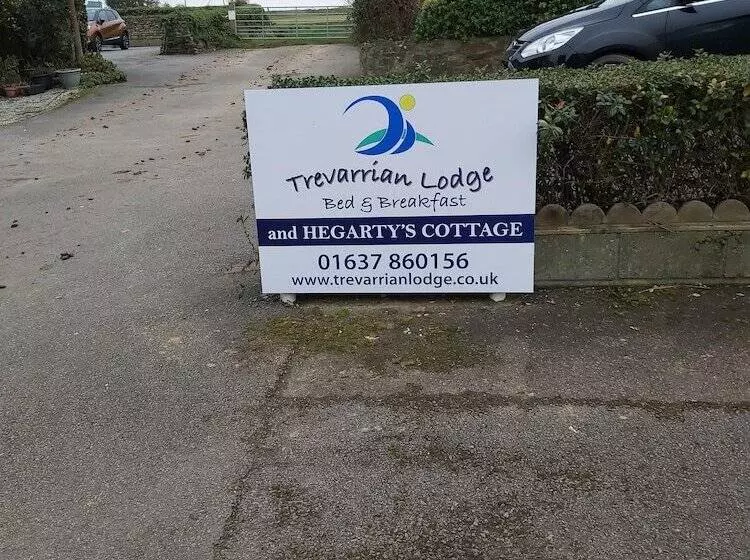 Trevarrian Lodge
Bed & Breakfast
and HEGARTY'S COTTAGE
01637 860156
www.trevarrianlodge.co.uk